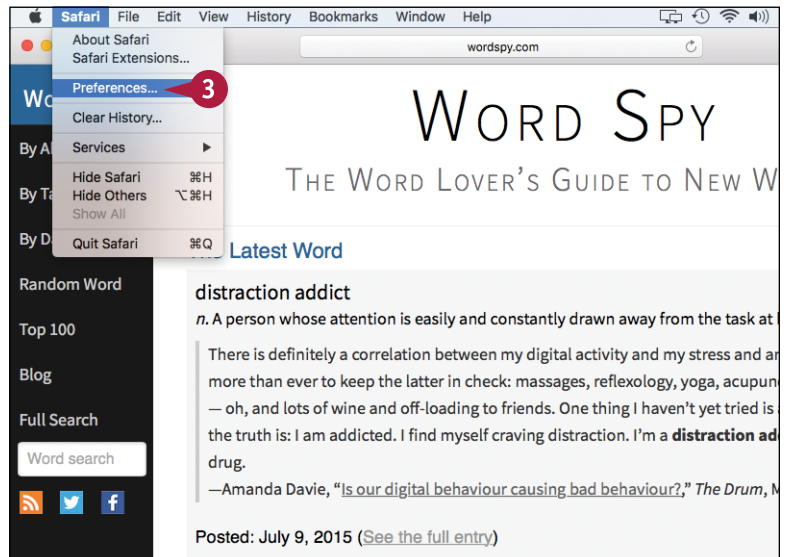 Safari File Edit View History Bookmarks Window Help
About Safari
Safari Extensions...
Preferences...
3
Clear History...
Services
Hide Safari ⌘H
Hide Others ⌥⌘H
Show All
Quit Safari ⌘Q
wordspy.com
WORD SPY
THE WORD LOVER'S GUIDE TO NEW W
By
By
By
Random Word
Top 100
Blog
Full Search
Word search
Latest Word
distraction addict
n. A person whose attention is easily and constantly drawn away from the task at
There is definitely a correlation between my digital activity and my stress and
more than ever to keep the latter in check: massages, reflexology, yoga,
— oh, and lots of wine and off-loading to friends. One thing I haven't yet tried is
the truth is: I am addicted. I find myself craving distraction. I'm a distraction
drug.
—Amanda Davie, “Is our digital behaviour causing bad behaviour?,” The Drum,
Posted: July 9, 2015 (See the full entry)